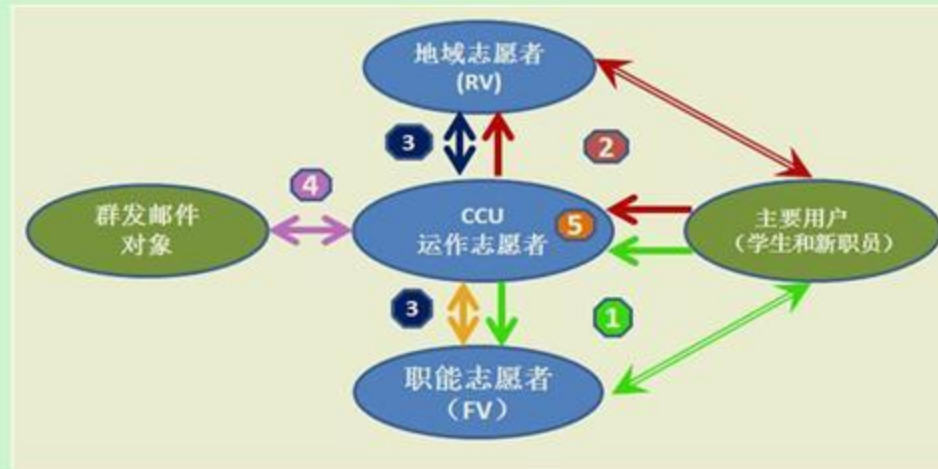 地域志愿者
(RV)
3
2
4
群发邮件
对象
CCU
运作志愿者
5
主要用户
（学生和新职员）
3
1
职能志愿者
（FV）